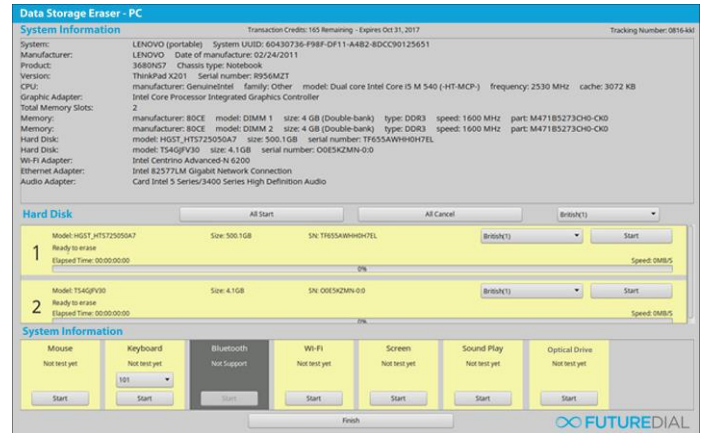 Data Storage Eraser - PC
System Information Transaction Credits: 165 Remaining - Expires Oct 31, 2017 Tracking Number: 0816-kkl
System: LENOVO (portable) System UUID: 60430736-F98F-DF11-A4B2-8DCC90125651
Manufacturer: LENOVO Date of manufacture: 02/24/2011
Product: 3680NS7 Chassis type: Notebook
Version: ThinkPad X201 Serial number: R956MZT
CPU: manufacturer: GenuineIntel family: Other model: Dual core Intel Core i5 M 540 (-HT-MCP-) frequency: 2530 MHz cache: 3072 KB
Graphic Adapter: Intel Core Processor Integrated Graphics Controller
Total Memory Slots: 2
Memory: manufacturer: 80CE model: DIMM 1 size: 4 GB (Double-bank) type: DDR3 speed: 1600 MHz part: M471B5273CH0-CK0
Memory: manufacturer: 80CE model: DIMM 2 size: 4 GB (Double-bank) type: DDR3 speed: 1600 MHz part: M471B5273CH0-CK0
Hard Disk: model: HGST_HTS725050A7 size: 500.1GB serial number: TF655AWHH0H7EL
Hard Disk: model: TS4GJFV30 size: 4.1GB serial number: O0E5KZMN-0:0
Wi-Fi Adapter: Intel Centrino Advanced-N 6200
Ethernet Adapter: Intel 82577LM Gigabit Network Connection
Audio Adapter: Card Intel 5 Series/3400 Series High Definition Audio
Hard Disk All Start All Cancel British(1)
Model: HGST_HTS725050A7 Size: 500.1GB SN: TF655AWHH0H7EL British(1) Start
1 Ready to erase
Elapsed Time: 00:00:00:00 Speed: 0MB/S
0%
Model: TS4GJFV30 Size: 4.1GB SN: O0E5KZMN-0:0 British(1) Start
2 Ready to erase
Elapsed Time: 00:00:00:00 Speed: 0MB/S
0%
System Information
Mouse Keyboard Bluetooth Wi-Fi Screen Sound Play Optical Drive
Not test yet Not test yet Not Support Not test yet Not test yet Not test yet Not test yet
101
Start Start Start Start Start Start Start
Finish
FUTUREDIAL